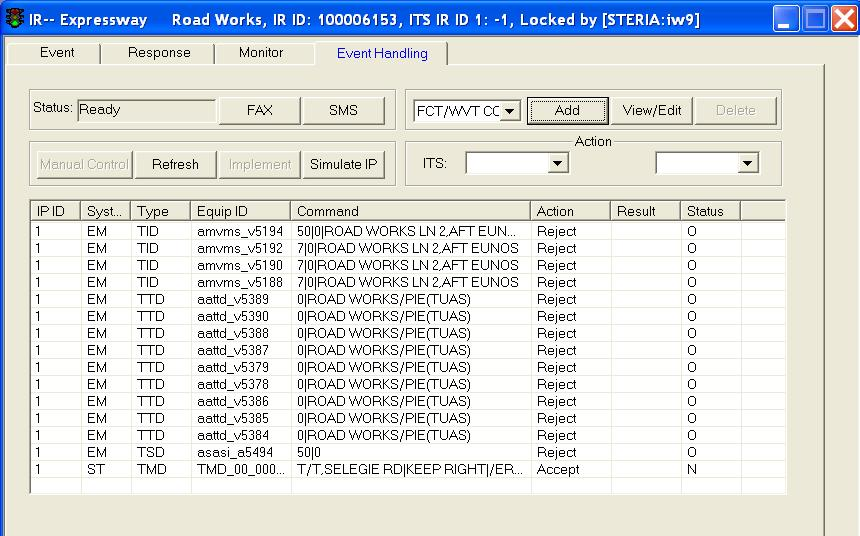 IR-- Expressway Road Works, IR ID: 100006153, ITS IR ID 1: -1, Locked by [STERIA:iw9]
Event Response Monitor Event Handling
Status: Ready FAX SMS FCT/WVT CC Add View/Edit Delete
Action
Manual Control Refresh Implement Simulate IP ITS:
IP ID Syst... Type Equip ID Command Action Result Status
1 EM TID amvms_v5194 50|0|ROAD WORKS LN 2,AFT EUN... Reject O
1 EM TID amvms_v5192 7|0|ROAD WORKS LN 2,AFT EUNOS Reject O
1 EM TID amvms_v5190 7|0|ROAD WORKS LN 2,AFT EUNOS Reject O
1 EM TID amvms_v5188 7|0|ROAD WORKS LN 2,AFT EUNOS Reject O
1 EM TTD aattd_v5389 0|ROAD WORKS/PIE(TUAS) Reject O
1 EM TTD aattd_v5390 0|ROAD WORKS/PIE(TUAS) Reject O
1 EM TTD aattd_v5388 0|ROAD WORKS/PIE(TUAS) Reject O
1 EM TTD aattd_v5387 0|ROAD WORKS/PIE(TUAS) Reject O
1 EM TTD aattd_v5379 0|ROAD WORKS/PIE(TUAS) Reject O
1 EM TTD aattd_v5378 0|ROAD WORKS/PIE(TUAS) Reject O
1 EM TTD aattd_v5386 0|ROAD WORKS/PIE(TUAS) Reject O
1 EM TTD aattd_v5385 0|ROAD WORKS/PIE(TUAS) Reject O
1 EM TTD aattd_v5384 0|ROAD WORKS/PIE(TUAS) Reject O
1 EM TSD asasi_a5494 50|0 Reject O
1 ST TMD TMD_00_000... T/T,SELEGIE RD|KEEP RIGHT|/ER... Accept N